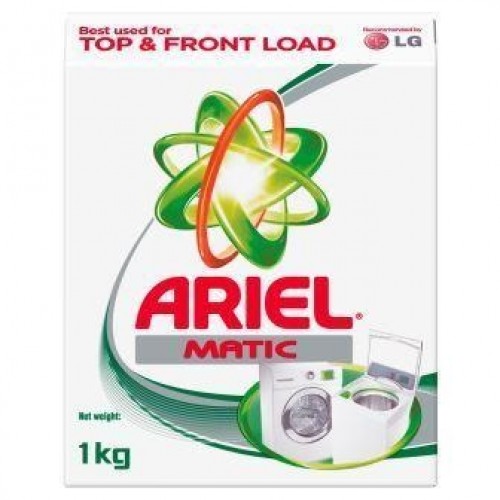 Best used for
TOP & FRONT LOAD
Recommended by
LG
ARIEL®
MATIC
Net weight:
1kg